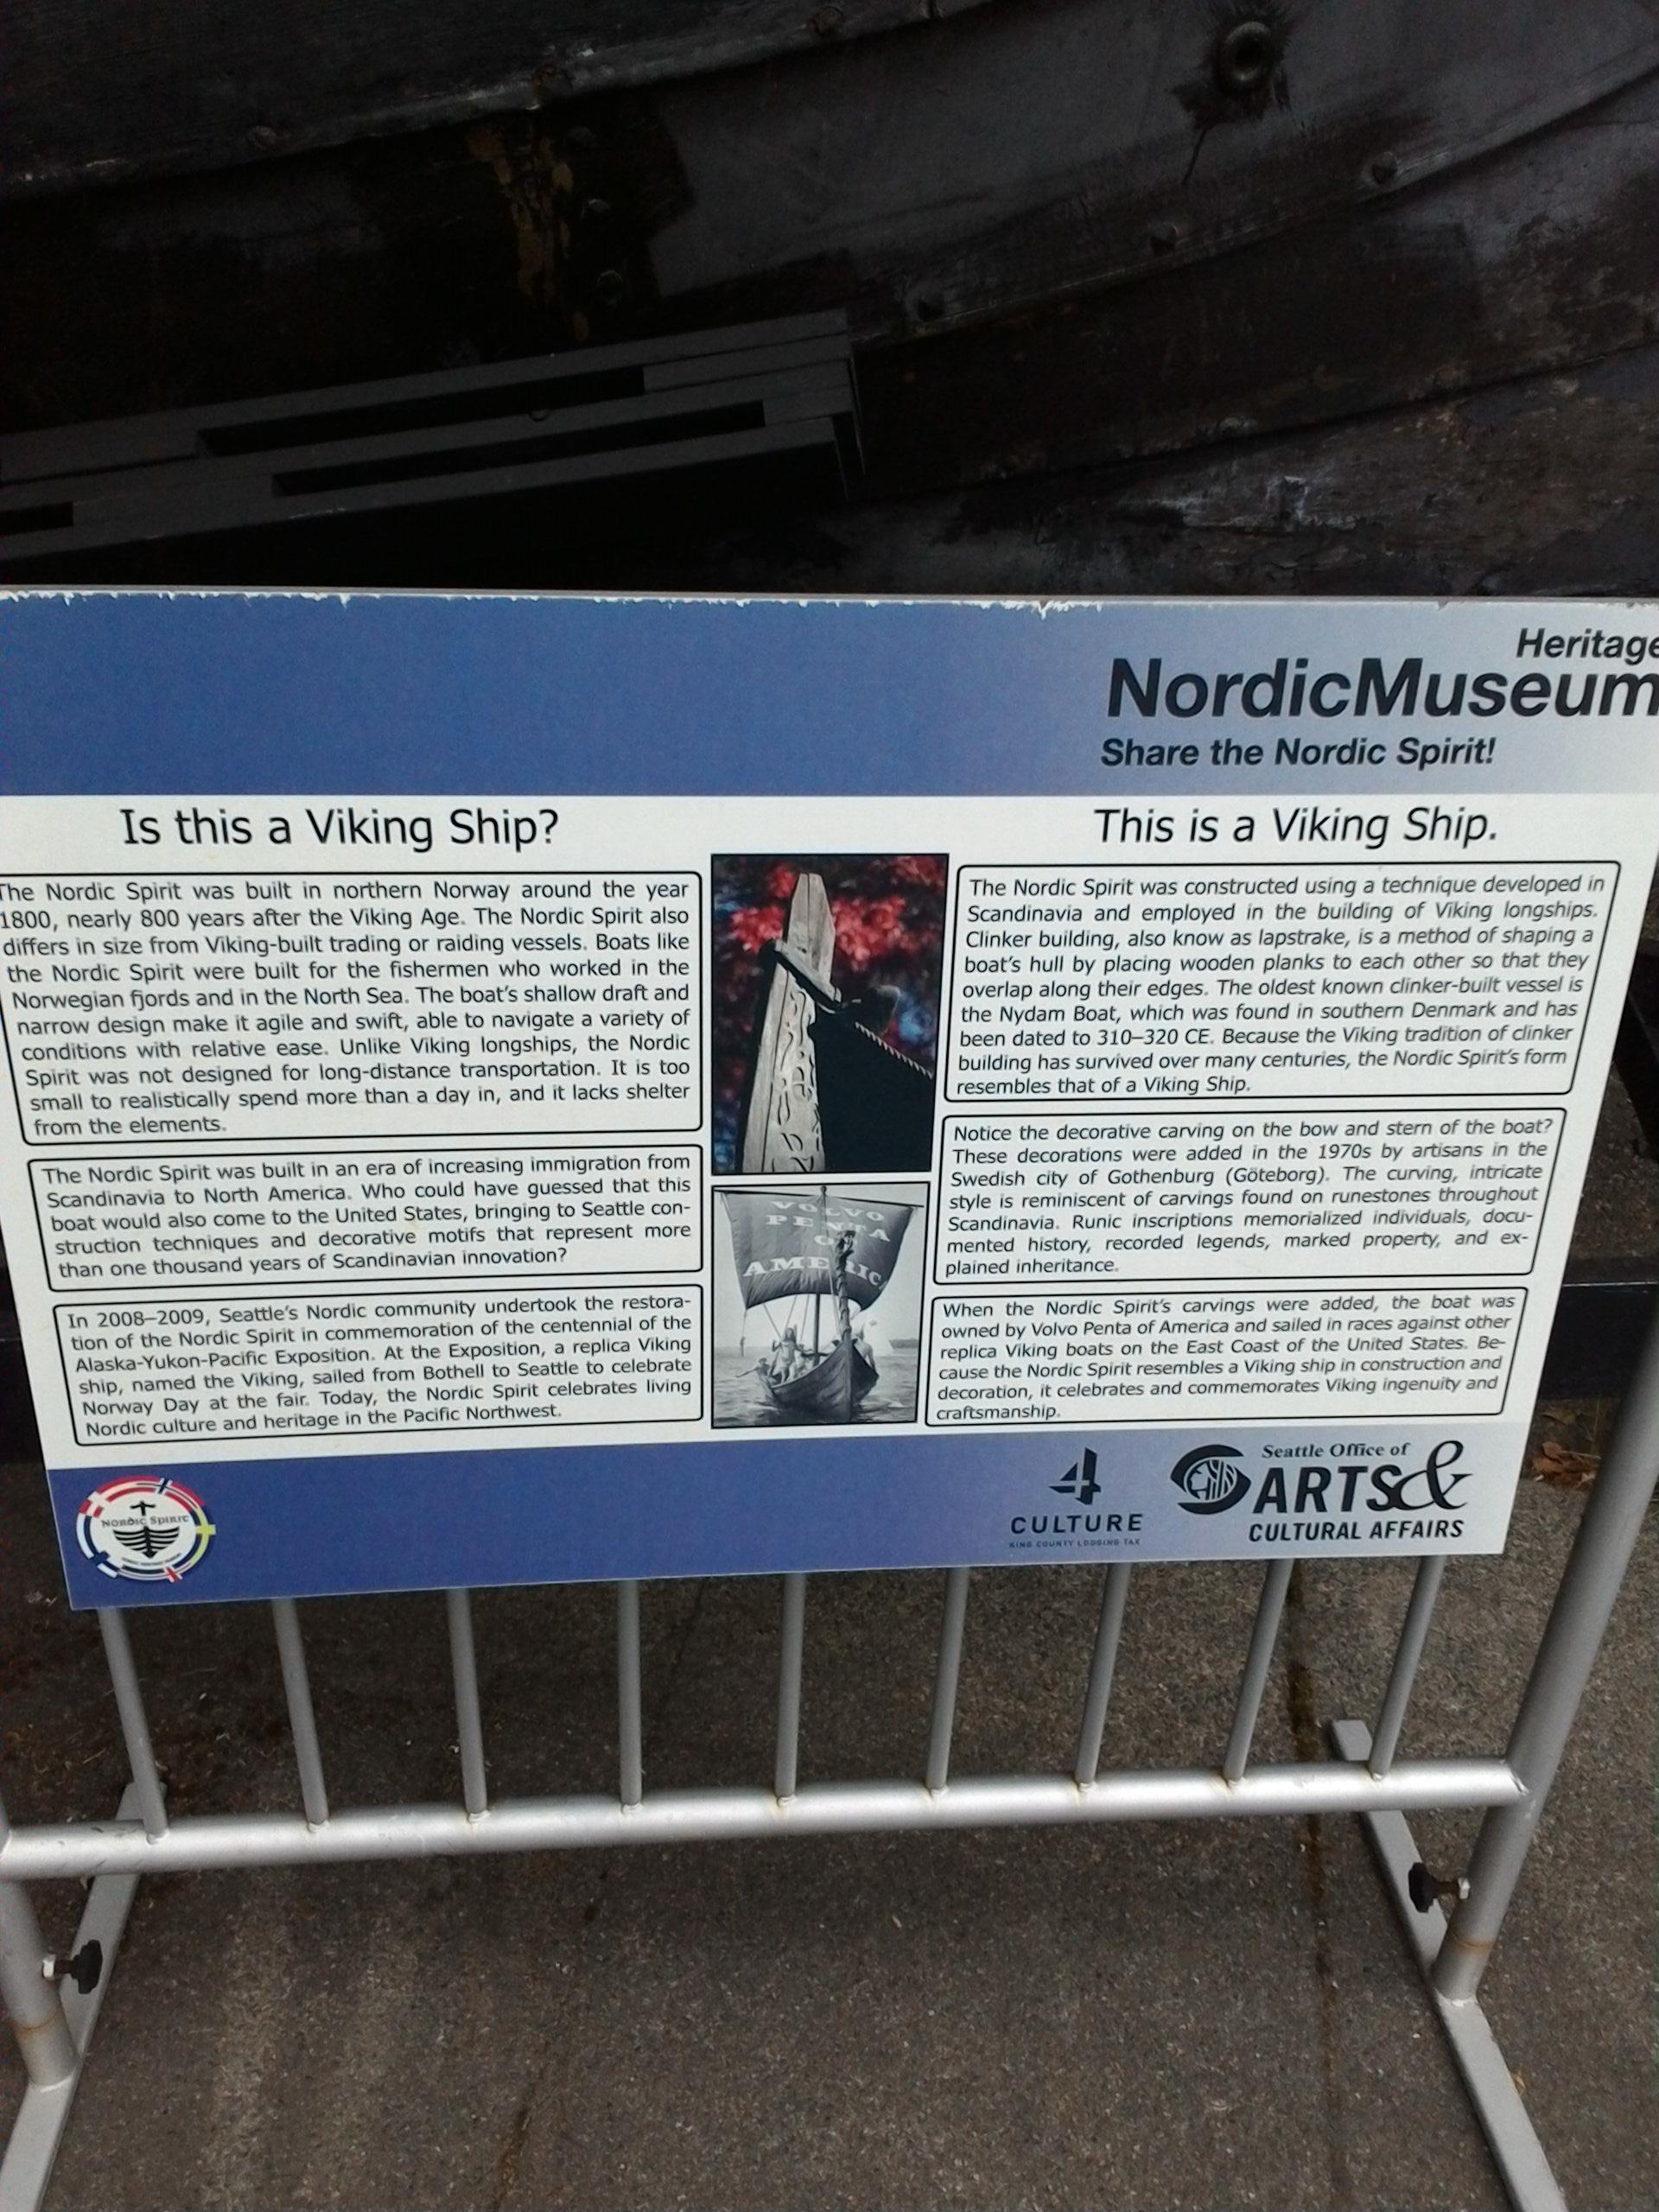 Heritage
NordicMuseum
Share the Nordic Spirit!
Is this a Viking Ship?
The Nordic Spirit was built in northern Norway around the year
1800, nearly 800 years after the Viking Age. The Nordic Spirit also
differs in size from Viking-built trading or raiding vessels. Boats like
the Nordic Spirit were built for the fishermen who worked in the
Norwegian fjords and in the North Sea. The boat's shallow draft and
narrow design make it agile and swift, able to navigate a variety of
conditions with relative ease. Unlike Viking longships, the Nordic
Spirit was not designed for long-distance transportation. It is too
small to realistically spend more than a day in, and it lacks shelter
from the elements.
The Nordic Spirit was built in an era of increasing immigration from
Scandinavia to North America. Who could have guessed that this
boat would also come to the United States, bringing to Seattle con-
struction techniques and decorative motifs that represent more
than one thousand years of Scandinavian innovation?
In 2008–2009, Seattle's Nordic community undertook the restora-
tion of the Nordic Spirit in commemoration of the centennial of the
Alaska-Yukon-Pacific Exposition. At the Exposition, a replica Viking
ship, named the Viking, sailed from Bothell to Seattle to celebrate
Norway Day at the fair. Today, the Nordic Spirit celebrates living
Nordic culture and heritage in the Pacific Northwest.
VOLVO
PENTA
OF
AMERICA
This is a Viking Ship.
The Nordic Spirit was constructed using a technique developed in
Scandinavia and employed in the building of Viking longships.
Clinker building, also know as lapstrake, is a method of shaping a
boat's hull by placing wooden planks to each other so that they
overlap along their edges. The oldest known clinker-built vessel is
the Nydam Boat, which was found in southern Denmark and has
been dated to 310–320 CE. Because the Viking tradition of clinker
building has survived over many centuries, the Nordic Spirit's form
resembles that of a Viking Ship.
Notice the decorative carving on the bow and stern of the boat?
These decorations were added in the 1970s by artisans in the
Swedish city of Gothenburg (Göteborg). The curving, intricate
style is reminiscent of carvings found on runestones throughout
Scandinavia. Runic inscriptions memorialized individuals, docu-
mented history, recorded legends, marked property, and ex-
plained inheritance.
When the Nordic Spirit's carvings were added, the boat was
owned by Volvo Penta of America and sailed in races against other
replica Viking boats on the East Coast of the United States. Be-
cause the Nordic Spirit resembles a Viking ship in construction and
decoration, it celebrates and commemorates Viking ingenuity and
craftsmanship.
NORDIC SPIRIT
4
CULTURE
KING COUNTY LODGING TAX
Seattle Office of
ARTS&
CULTURAL AFFAIRS